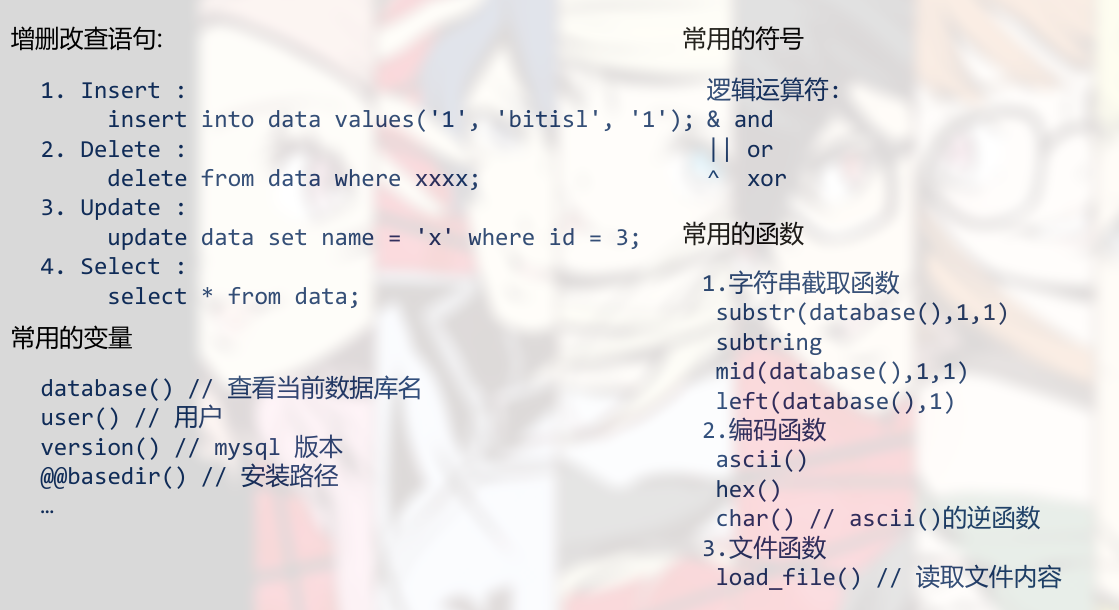 增删改查语句:
1. Insert :
insert into data values('1', 'bitisl', '1');
2. Delete :
delete from data where xxxx;
3. Update :
update data set name = 'x' where id = 3;
4. Select :
select * from data;
常用的变量
database() // 查看当前数据库名
user() // 用户
version() // mysql 版本
@@basedir() // 安装路径
…
常用的符号
逻辑运算符:
& and
|| or
^ xor
常用的函数
1.字符串截取函数
substr(database(),1,1)
subtring
mid(database(),1,1)
left(database(),1)
2.编码函数
ascii()
hex()
char() // ascii()的逆函数
3.文件函数
load_file() // 读取文件内容